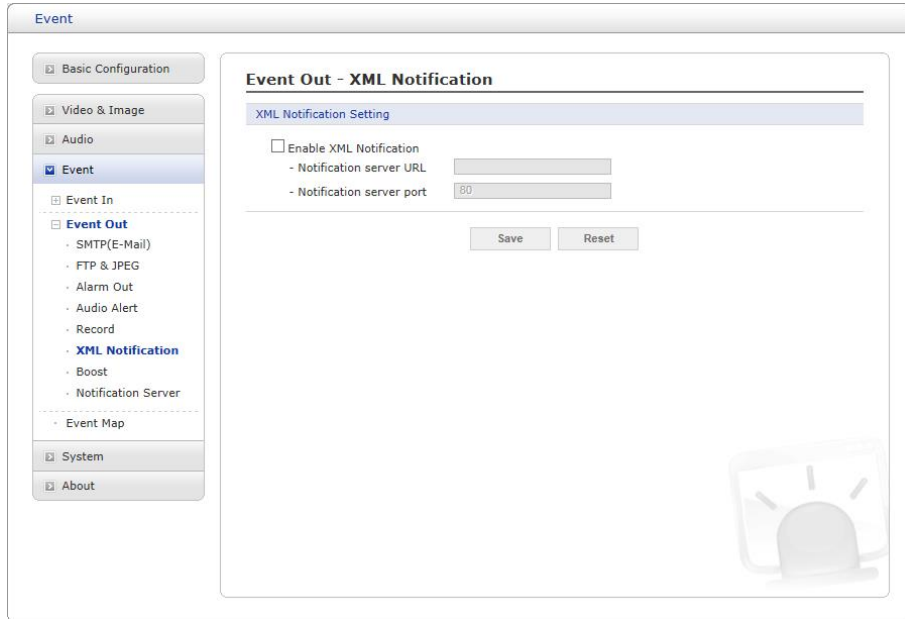 Event
Basic Configuration
Video & Image
Audio
Event
Event In
Event Out
SMTP(E-Mail)
FTP & JPEG
Alarm Out
Audio Alert
Record
XML Notification
Boost
Notification Server
Event Map
System
About
Event Out - XML Notification
XML Notification Setting
Enable XML Notification
- Notification server URL
- Notification server port 80
Save Reset